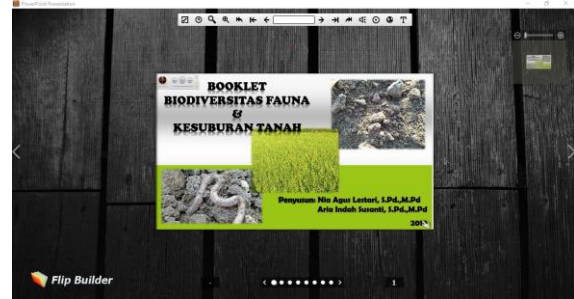 PowerPoint Presentation
T
BOOKLET
BIODIVERSITAS FAUNA
&
KESUBURAN TANAH
Penyusun: Nia Agus Lestari, S.Pd.,M.Pd
Aria Indah Susanti, S.Pd.,M.Pd
Flip Builder
1